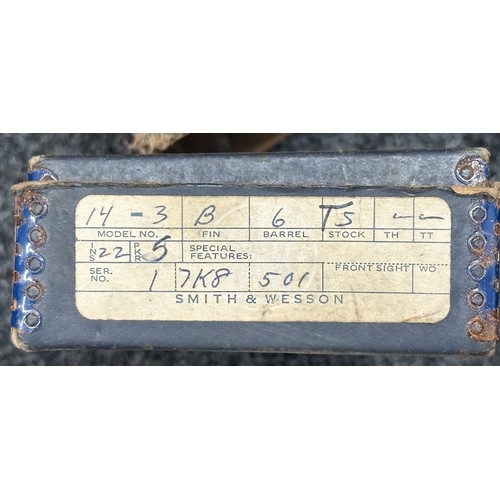 14-3 B 6 TS -- --
MODEL NO. FIN BARREL STOCK TH TT
INS 22 PKR 5 SPECIAL FEATURES:
SER. NO. 1 7K8 501 FRONT SIGHT WO
SMITH & WESSON